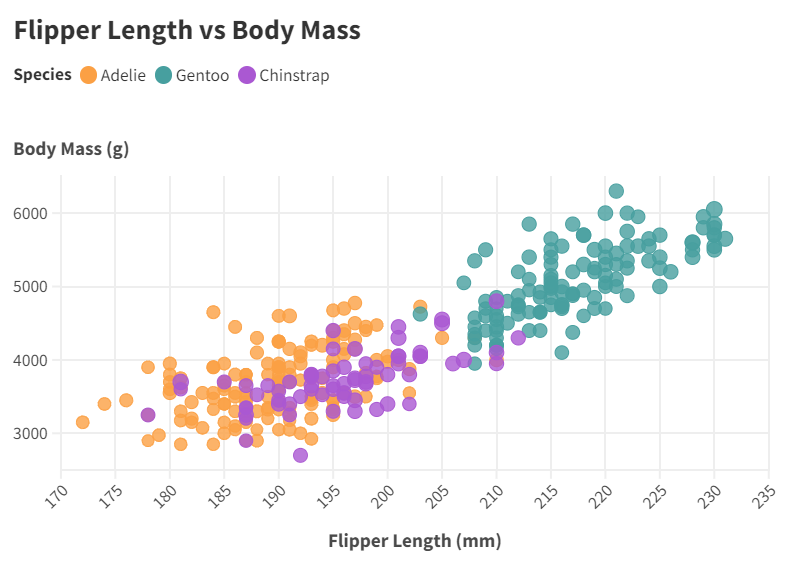 Flipper Length vs Body Mass
Species Adelie Gentoo Chinstrap
Body Mass (g)
6000
5000
4000
3000
170 175 180 185 190 195 200 205 210 215 220 225 230 235
Flipper Length (mm)